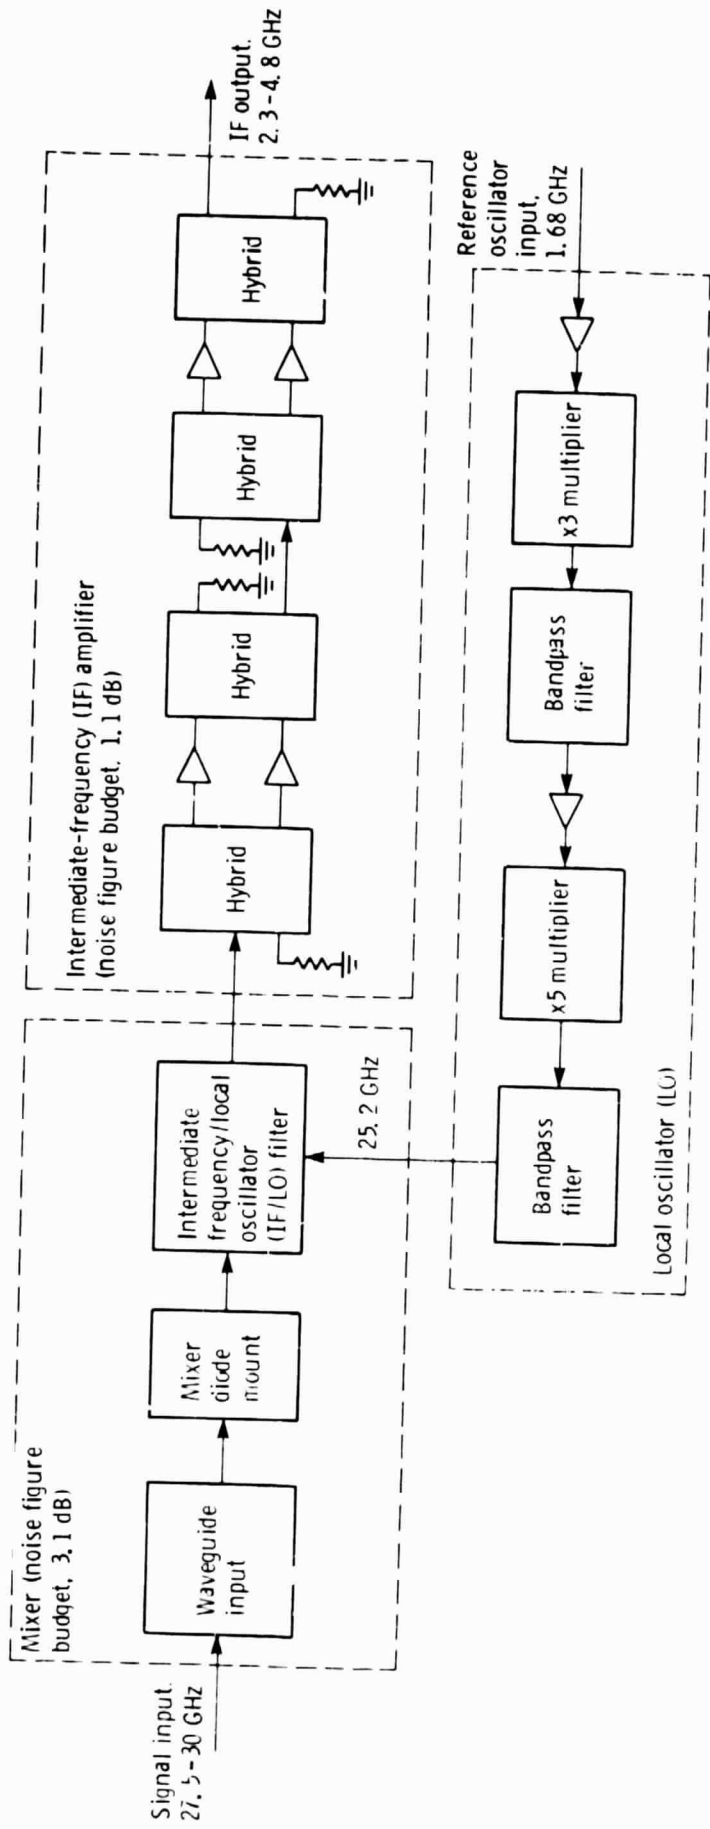 Mixer (noise figure
budget, 3.1 dB)
Signal input.
27.5-30 GHz
Waveguide
input
Mixer
diode
mount
Intermediate
frequency/local
oscillator
(IF/LO) filter
Intermediate-frequency (IF) amplifier
(noise figure budget, 1.1 dB)
Hybrid
Hybrid
Hybrid
Hybrid
IF output.
2.3-4.8 GHz
25.2 GHz
Reference
oscillator
input,
1.68 GHz
x3 multiplier
Bandpass
filter
x5 multiplier
Bandpass
filter
Local oscillator (LO)